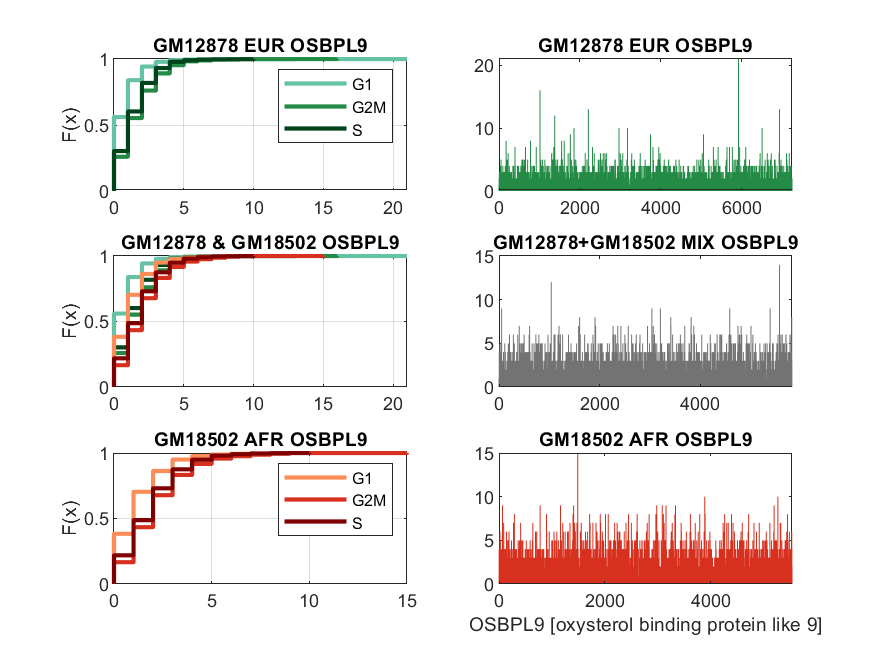 GM12878 EUR OSBPL9
F(x)
1
0.5
0
0 5 10 15 20
G1
G2M
S
GM12878 EUR OSBPL9
20
10
0
0 2000 4000 6000
GM12878 & GM18502 OSBPL9
F(x)
1
0.5
0
0 5 10 15 20
GM12878+GM18502 MIX OSBPL9
15
10
5
0
0 2000 4000
GM18502 AFR OSBPL9
F(x)
1
0.5
0
0 5 10 15
G1
G2M
S
GM18502 AFR OSBPL9
15
10
5
0
0 2000 4000
OSBPL9 [oxysterol binding protein like 9]